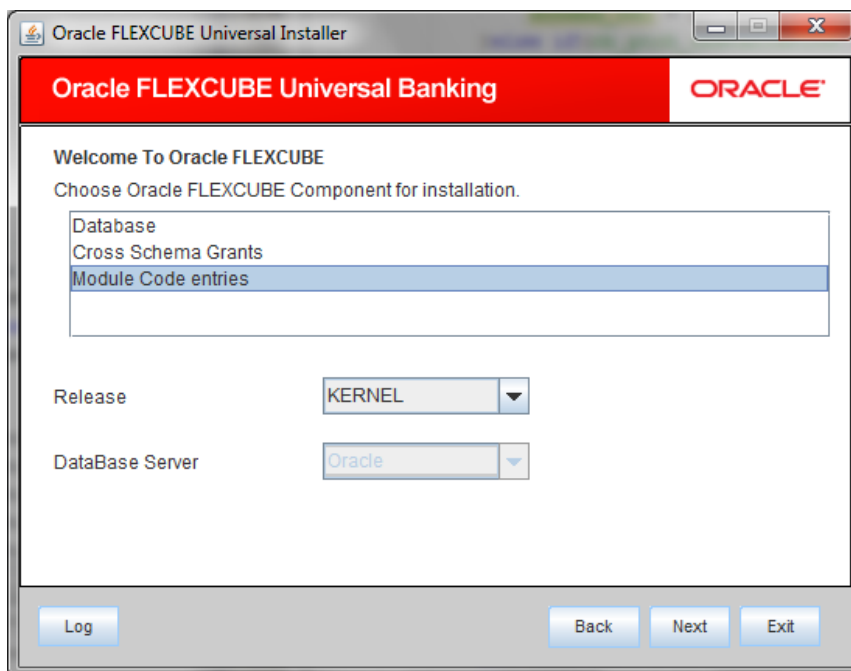 Oracle FLEXCUBE Universal Installer
Oracle FLEXCUBE Universal Banking
ORACLE
Welcome To Oracle FLEXCUBE
Choose Oracle FLEXCUBE Component for installation.
Database
Cross Schema Grants
Module Code entries
Release KERNEL
DataBase Server Oracle
Log Back Next Exit